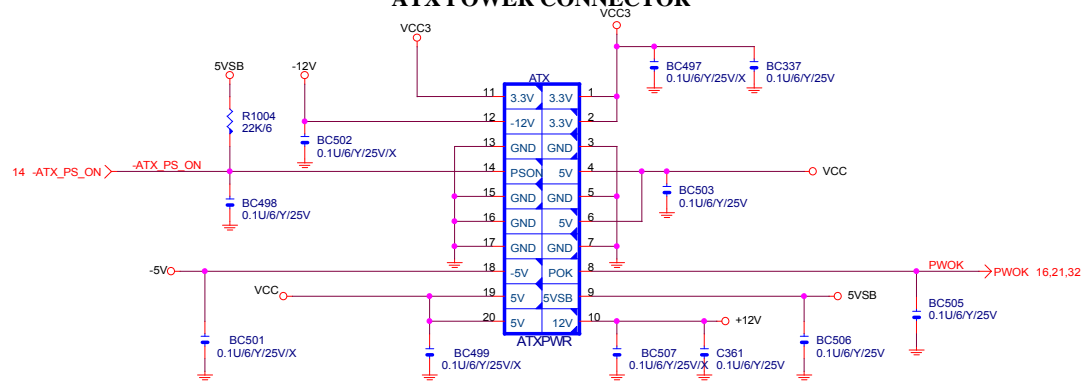 ATX POWER CONNECTOR
VCC3
VCC3
5VSB
-12V
BC497
0.1U/6/Y/25V/X
BC337
0.1U/6/Y/25V
ATX
R1004
22K/6
11 3.3V 3.3V 1
12 -12V 3.3V 2
BC502
0.1U/6/Y/25V/X
13 GND GND 3
14 -ATX_PS_ON
-ATX_PS_ON
14 PSON 5V 4
VCC
BC503
0.1U/6/Y/25V
15 GND GND 5
BC498
0.1U/6/Y/25V
16 GND 5V 6
17 GND GND 7
-5V
18 -5V POK 8
PWOK
PWOK 16,21,32
VCC
19 5V 5VSB 9
5VSB
20 5V 12V 10
+12V
BC505
0.1U/6/Y/25V
ATXPWR
BC501
0.1U/6/Y/25V/X
BC499
0.1U/6/Y/25V/X
BC507
0.1U/6/Y/25V/X
C361
0.1U/6/Y/25V
BC506
0.1U/6/Y/25V